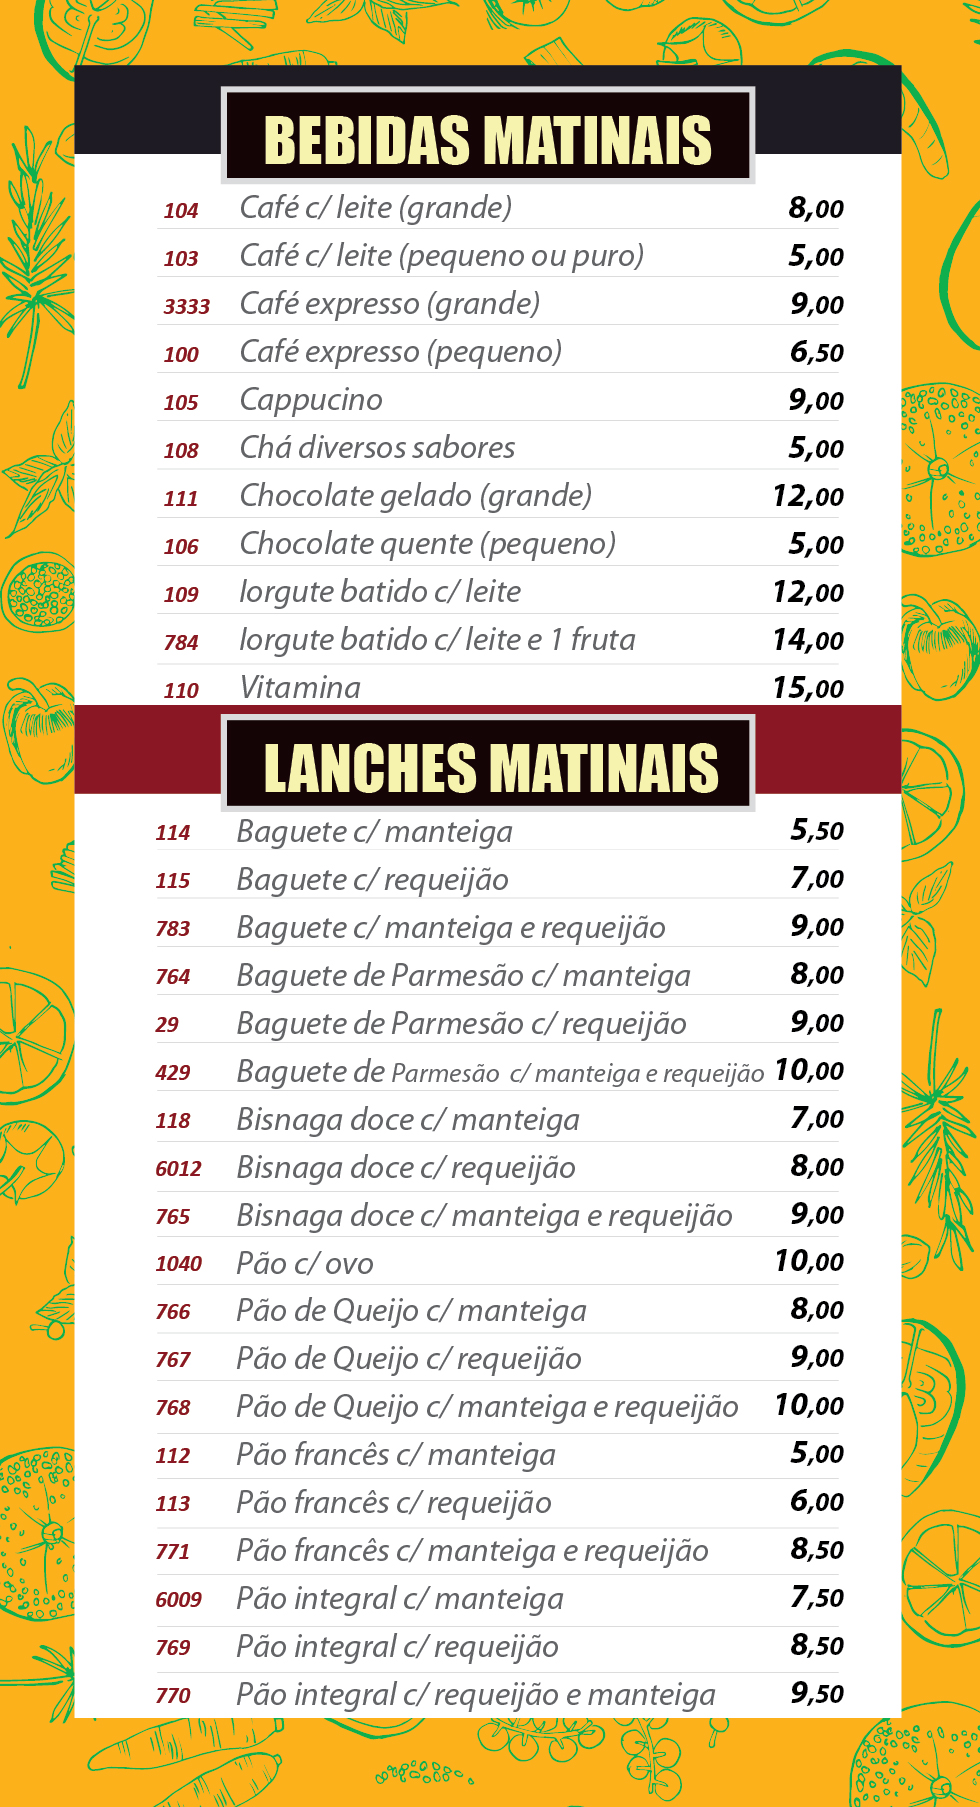 BEBIDAS MATINAIS
104 Café c/ leite (grande) 8,00
103 Café c/ leite (pequeno ou puro) 5,00
3333 Café expresso (grande) 9,00
100 Café expresso (pequeno) 6,50
105 Cappucino 9,00
108 Chá diversos sabores 5,00
111 Chocolate gelado (grande) 12,00
106 Chocolate quente (pequeno) 5,00
109 Iorgute batido c/ leite 12,00
784 Iorgute batido c/ leite e 1 fruta 14,00
110 Vitamina 15,00
LANCHES MATINAIS
114 Baguete c/ manteiga 5,50
115 Baguete c/ requeijão 7,00
783 Baguete c/ manteiga e requeijão 9,00
764 Baguete de Parmesão c/ manteiga 8,00
29 Baguete de Parmesão c/ requeijão 9,00
429 Baguete de Parmesão c/ manteiga e requeijão 10,00
118 Bisnaga doce c/ manteiga 7,00
6012 Bisnaga doce c/ requeijão 8,00
765 Bisnaga doce c/ manteiga e requeijão 9,00
1040 Pão c/ ovo 10,00
766 Pão de Queijo c/ manteiga 8,00
767 Pão de Queijo c/ requeijão 9,00
768 Pão de Queijo c/ manteiga e requeijão 10,00
112 Pão francês c/ manteiga 5,00
113 Pão francês c/ requeijão 6,00
771 Pão francês c/ manteiga e requeijão 8,50
6009 Pão integral c/ manteiga 7,50
769 Pão integral c/ requeijão 8,50
770 Pão integral c/ requeijão e manteiga 9,50